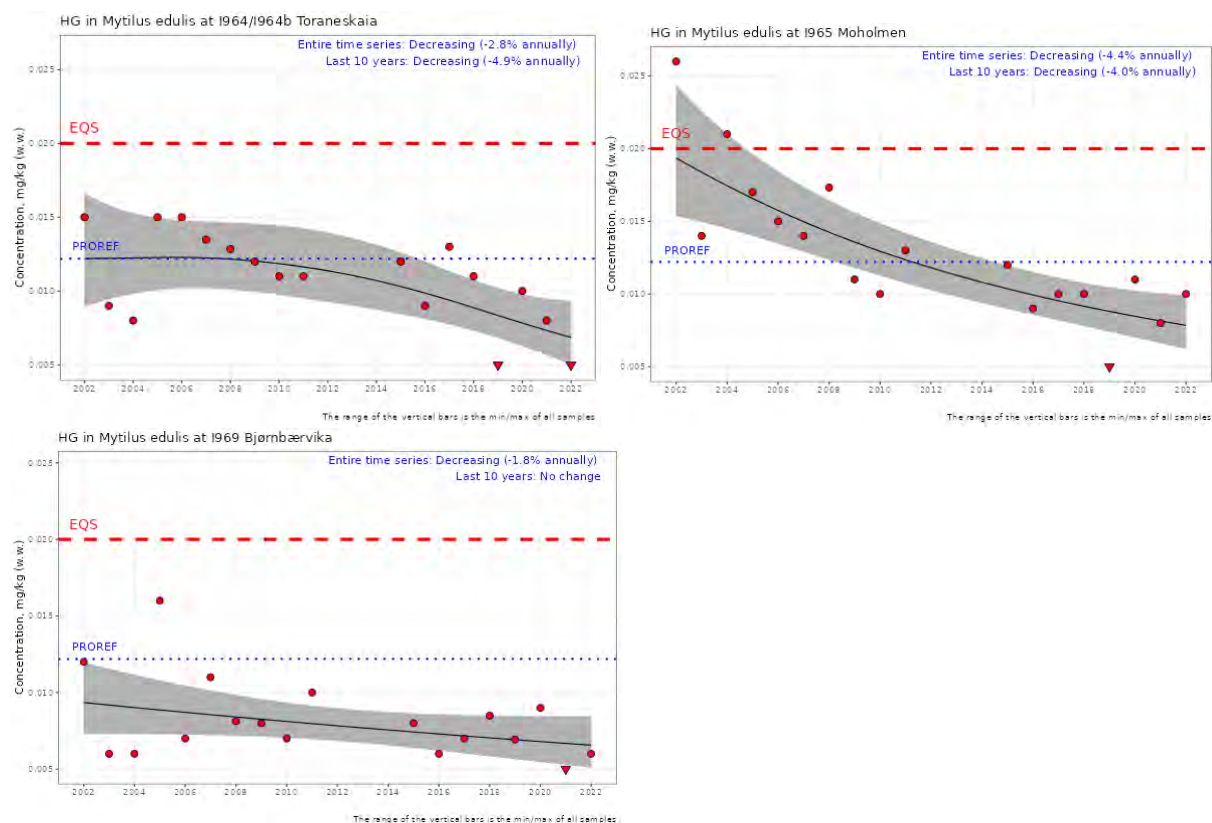 HG in Mytilus edulis at I964/I964b Toraneskaia
Entire time series: Decreasing (-2.8% annually)
Last 10 years: Decreasing (-4.9% annually)
Concentration, mg/kg (w.w.)
0.025
0.020
0.015
0.010
0.005
EQS
PROREF
2002 2004 2006 2008 2010 2012 2014 2016 2018 2020 2022
The range of the vertical bars is the min/max of all samples
HG in Mytilus edulis at I965 Moholmen
Entire time series: Decreasing (-4.4% annually)
Last 10 years: Decreasing (-4.0% annually)
Concentration, mg/kg (w.w.)
0.025
0.020
0.015
0.010
0.005
EQS
PROREF
2002 2004 2006 2008 2010 2012 2014 2016 2018 2020 2022
The range of the vertical bars is the min/max of all samples
HG in Mytilus edulis at I969 Bjørnbærvika
Entire time series: Decreasing (-1.8% annually)
Last 10 years: No change
Concentration, mg/kg (w.w.)
0.025
0.020
0.015
0.010
0.005
EQS
PROREF
2002 2004 2006 2008 2010 2012 2014 2016 2018 2020 2022
The range of the vertical bars is the min/max of all samples